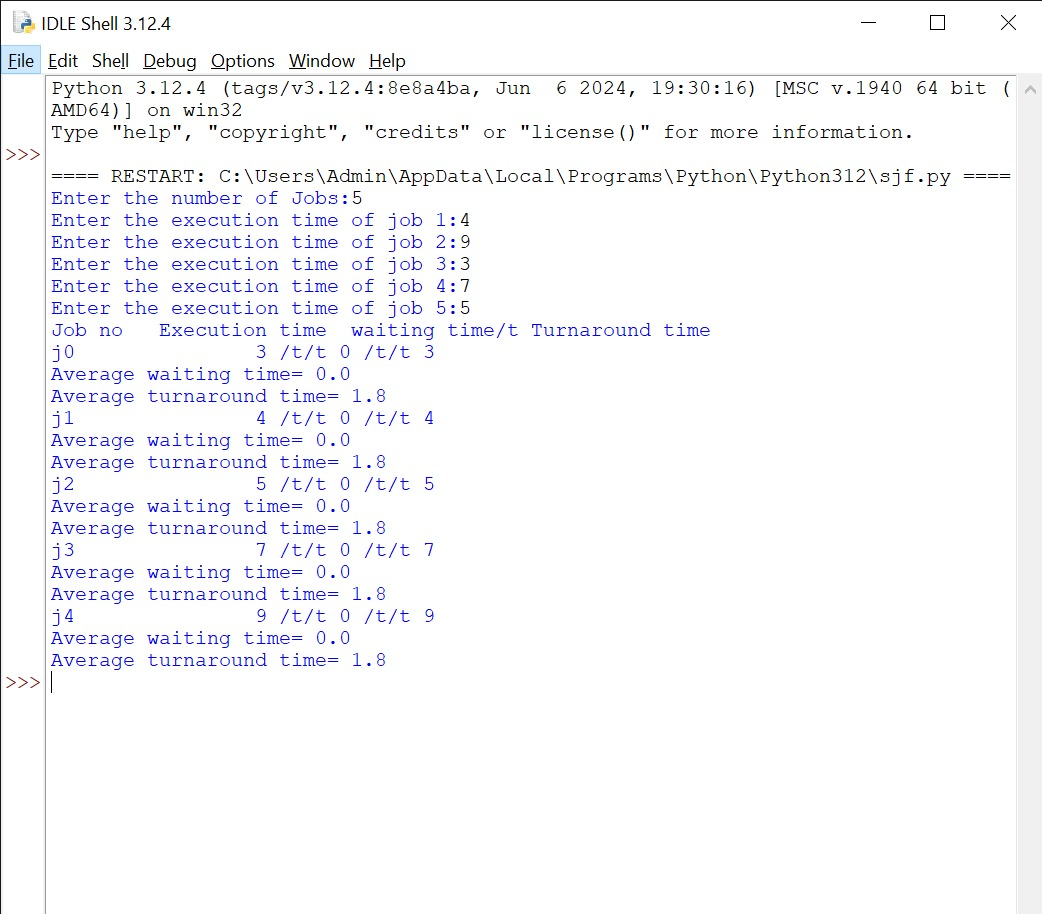 IDLE Shell 3.12.4
File Edit Shell Debug Options Window Help
Python 3.12.4 (tags/v3.12.4:8e8a4ba, Jun  6 2024, 19:30:16) [MSC v.1940 64 bit (
AMD64)] on win32
Type "help", "copyright", "credits" or "license()" for more information.
>>>
==== RESTART: C:\Users\Admin\AppData\Local\Programs\Python\Python312\sjf.py ====
Enter the number of Jobs:5
Enter the execution time of job 1:4
Enter the execution time of job 2:9
Enter the execution time of job 3:3
Enter the execution time of job 4:7
Enter the execution time of job 5:5
Job no   Execution time  waiting time/t Turnaround time
j0               3 /t/t 0 /t/t 3
Average waiting time= 0.0
Average turnaround time= 1.8
j1               4 /t/t 0 /t/t 4
Average waiting time= 0.0
Average turnaround time= 1.8
j2               5 /t/t 0 /t/t 5
Average waiting time= 0.0
Average turnaround time= 1.8
j3               7 /t/t 0 /t/t 7
Average waiting time= 0.0
Average turnaround time= 1.8
j4               9 /t/t 0 /t/t 9
Average waiting time= 0.0
Average turnaround time= 1.8
>>>